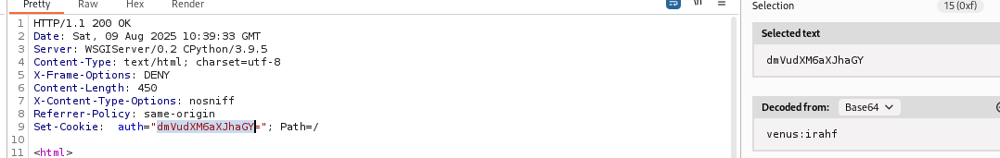 Pretty Raw Hex Render
\n
1 HTTP/1.1 200 OK
2 Date: Sat, 09 Aug 2025 10:39:33 GMT
3 Server: WSGIServer/0.2 CPython/3.9.5
4 Content-Type: text/html; charset=utf-8
5 X-Frame-Options: DENY
6 Content-Length: 450
7 X-Content-Type-Options: nosniff
8 Referrer-Policy: same-origin
9 Set-Cookie:  auth="dmVudXM6aXJhaGY="; Path=/
10
11 <html>
Selection 15 (0xf)
Selected text
dmVudXM6aXJhaGY
Decoded from: Base64
venus:irahf